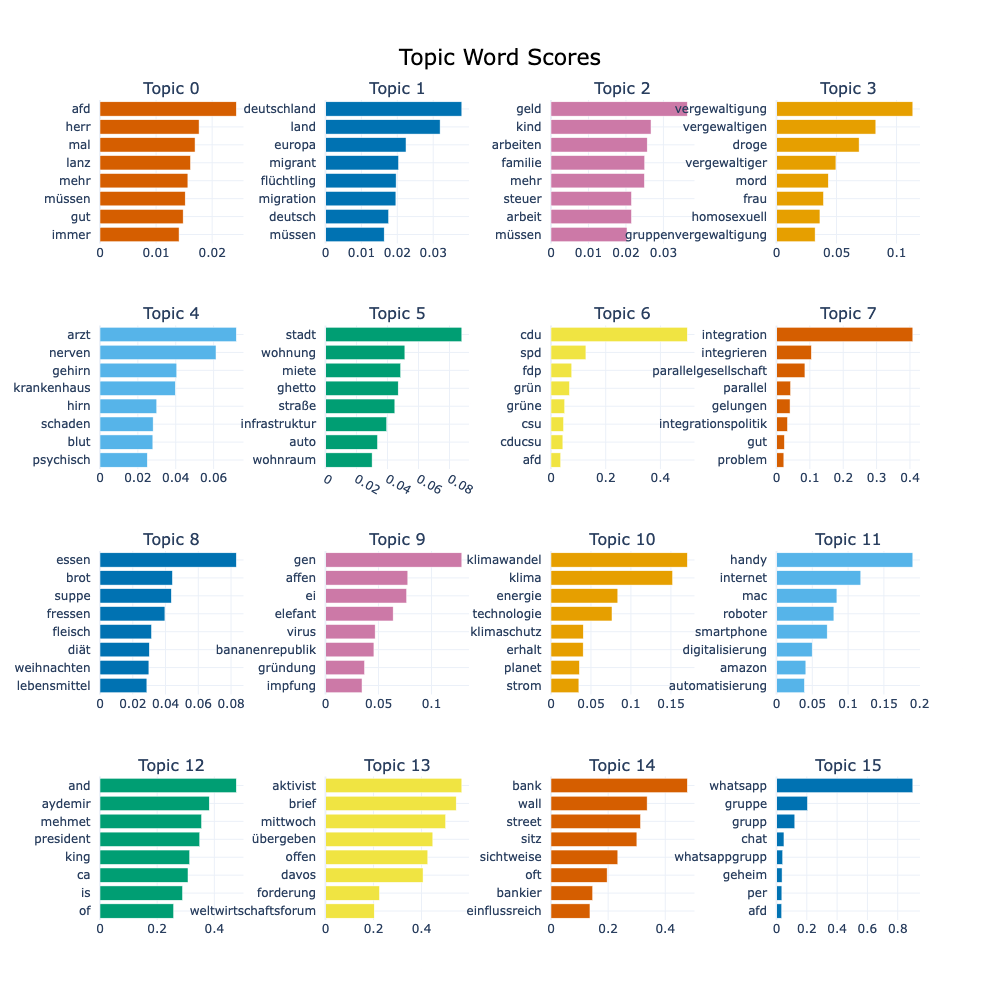 Topic Word Scores
Topic 0
afd
herr
mal
lanz
mehr
müssen
gut
immer
0 0.01 0.02
Topic 1
deutschland
land
europa
migrant
flüchtling
migration
deutsch
müssen
0 0.01 0.02 0.03
Topic 2
geld
kind
arbeiten
familie
mehr
steuer
arbeit
müssen
0 0.01 0.02 0.03
Topic 3
vergewaltigung
vergewaltigen
droge
vergewaltiger
mord
frau
homosexuell
gruppenvergewaltigung
0 0.05 0.1
Topic 4
arzt
nerven
gehirn
krankenhaus
hirn
schaden
blut
psychisch
0 0.02 0.04 0.06
Topic 5
stadt
wohnung
miete
ghetto
straße
infrastruktur
auto
wohnraum
0 0.02 0.04 0.06 0.08
Topic 6
cdu
spd
fdp
grün
grüne
csu
cducsu
afd
0 0.2 0.4
Topic 7
integration
integrieren
parallelgesellschaft
parallel
gelungen
integrationspolitik
gut
problem
0 0.1 0.2 0.3 0.4
Topic 8
essen
brot
suppe
fressen
fleisch
diät
weihnachten
lebensmittel
0 0.02 0.04 0.06 0.08
Topic 9
gen
affen
ei
elefant
virus
bananenrepublik
gründung
impfung
0 0.05 0.1
Topic 10
klimawandel
klima
energie
technologie
klimaschutz
erhalt
planet
strom
0 0.05 0.1 0.15
Topic 11
handy
internet
mac
roboter
smartphone
digitalisierung
amazon
automatisierung
0 0.05 0.1 0.15 0.2
Topic 12
and
aydemir
mehmet
president
king
ca
is
of
0 0.2 0.4
Topic 13
aktivist
brief
mittwoch
übergeben
offen
davos
forderung
weltwirtschaftsforum
0 0.2 0.4
Topic 14
bank
wall
street
sitz
sichtweise
oft
bankier
einflussreich
0 0.2 0.4
Topic 15
whatsapp
gruppe
grupp
chat
whatsappgrupp
geheim
per
afd
0 0.2 0.4 0.6 0.8